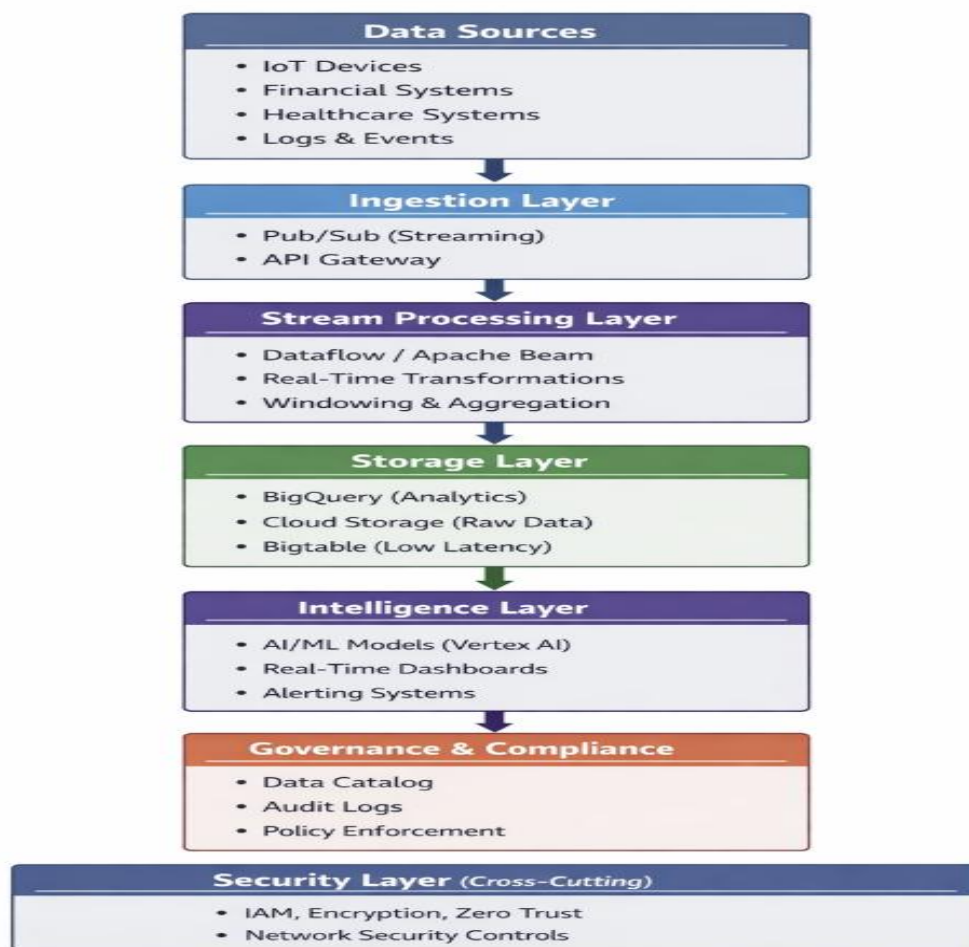 Data Sources
• IoT Devices
• Financial Systems
• Healthcare Systems
• Logs & Events
Ingestion Layer
• Pub/Sub (Streaming)
• API Gateway
Stream Processing Layer
• Dataflow / Apache Beam
• Real-Time Transformations
• Windowing & Aggregation
Storage Layer
• BigQuery (Analytics)
• Cloud Storage (Raw Data)
• Bigtable (Low Latency)
Intelligence Layer
• AI/ML Models (Vertex AI)
• Real-Time Dashboards
• Alerting Systems
Governance & Compliance
• Data Catalog
• Audit Logs
• Policy Enforcement
Security Layer (Cross-Cutting)
• IAM, Encryption, Zero Trust
• Network Security Controls